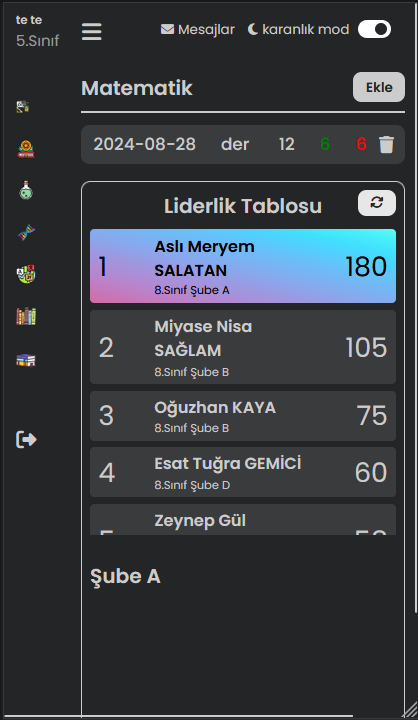 te te
5.Sınıf
Mesajlar karanlık mod
Matematik
Ekle
2024-08-28 der 12 6 6
Liderlik Tablosu
1 Aslı Meryem SALATAN 180
8.Sınıf Şube A
2 Miyase Nisa SAĞLAM 105
8.Sınıf Şube B
3 Oğuzhan KAYA 75
8.Sınıf Şube B
4 Esat Tuğra GEMİCİ 60
8.Sınıf Şube D
Zeynep Gül
Şube A